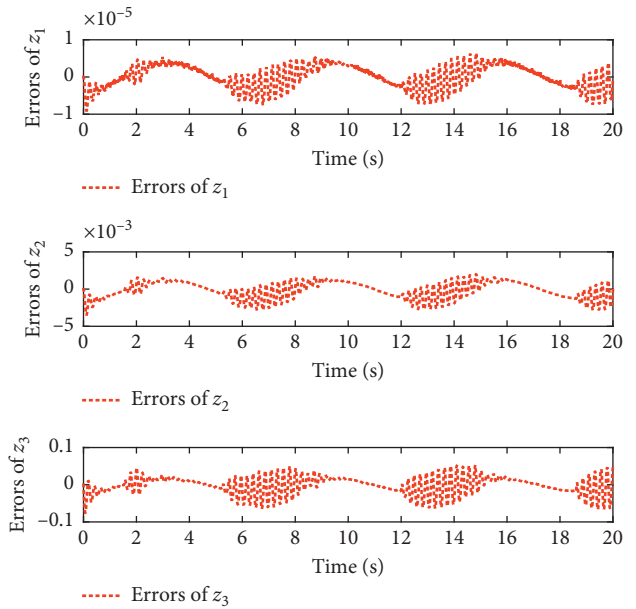 ×10⁻⁵
Errors of z₁
1
0
−1
0 2 4 6 8 10 12 14 16 18 20
Time (s)
Errors of z₁
×10⁻³
Errors of z₂
5
0
−5
0 2 4 6 8 10 12 14 16 18 20
Time (s)
Errors of z₂
Errors of z₃
0.1
0
−0.1
0 2 4 6 8 10 12 14 16 18 20
Time (s)
Errors of z₃